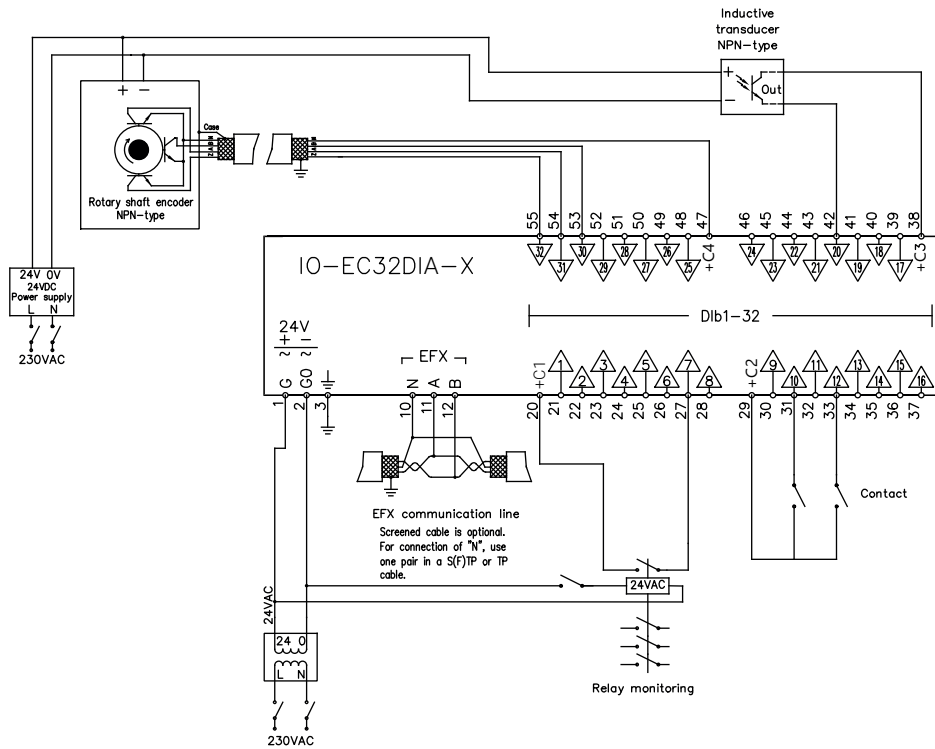 Inductive
transducer
NPN-type
+
-
Out
+ -
Case
N
B
A
Z
N
B
A
Z
Rotary shaft encoder
NPN-type
55 54 53 52 51 50 49 48 47 46 45 44 43 42 41 40 39 38
32 31 30 29 28 27 26 25 +C4 24 23 22 21 20 19 18 17 +C3
IO-EC32DIA-X
24V 0V
24VDC
Power supply
L N
230VAC
DIb1-32
24V
+ -
~ ~
EFX
G G0
N A B
+C1 1 2 3 4 5 6 7 8 +C2 9 10 11 12 13 14 15 16
1 2 3 10 11 12 20 21 22 23 24 25 26 27 28 29 30 31 32 33 34 35 36 37
Contact
EFX communication line
Screened cable is optional.
For connection of "N", use
one pair in a S(F)TP or TP
cable.
24VAC
24VAC
24 0
L N
230VAC
Relay monitoring